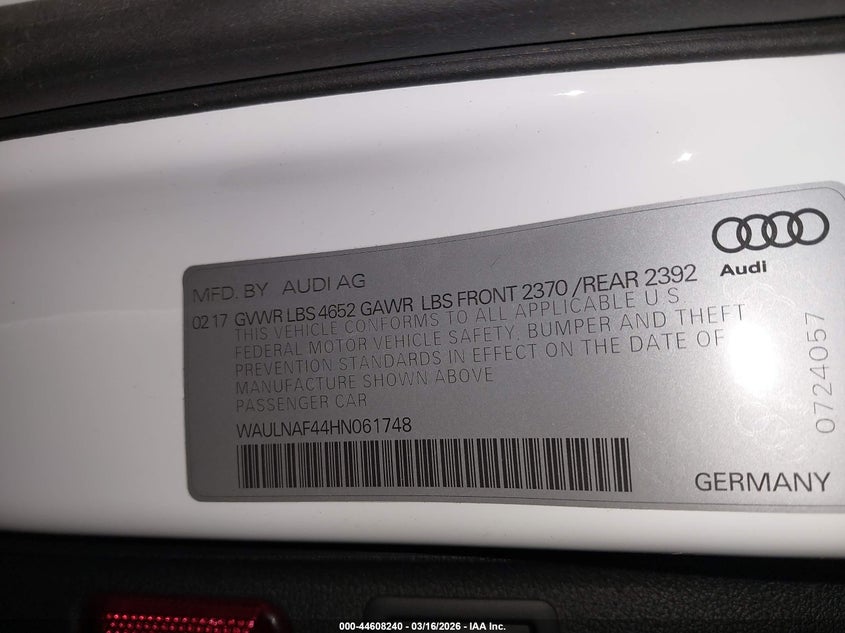 Audi
MFD. BY AUDI AG
02 17 GVWR LBS 4652 GAWR LBS FRONT 2370 /REAR 2392
THIS VEHICLE CONFORMS TO ALL APPLICABLE U S
FEDERAL MOTOR VEHICLE SAFETY, BUMPER AND THEFT
PREVENTION STANDARDS IN EFFECT ON THE DATE OF
MANUFACTURE SHOWN ABOVE
PASSENGER CAR
WAULNAF44HN061748
0724057
GERMANY
000-44608240 - 03/16/2026 - IAA Inc.